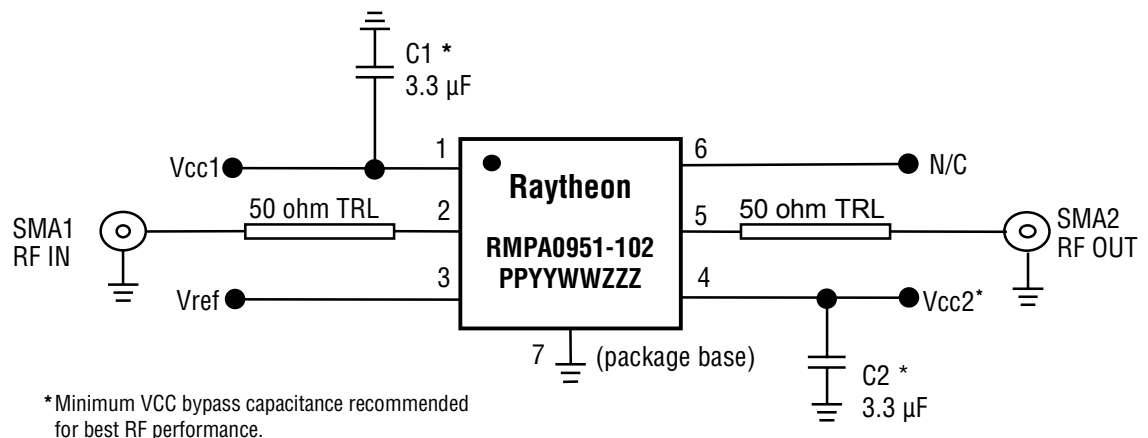 C1 *
3.3 µF
1
6
Vcc1
N/C
Raytheon
SMA1
RF IN
50 ohm TRL
2
5
50 ohm TRL
SMA2
RF OUT
RMPA0951-102
PPYYWWZZZ
Vref
3
4
Vcc2*
7
(package base)
C2 *
3.3 µF
*Minimum VCC bypass capacitance recommended
for best RF performance.